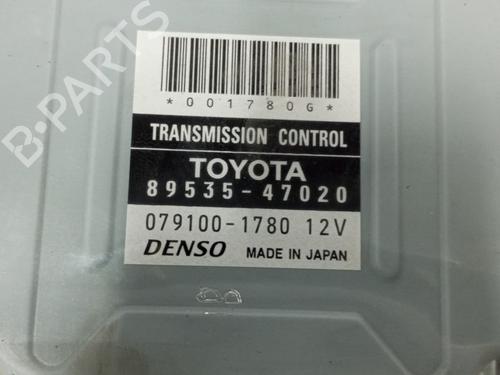 B-PARTS
*001780G*
TRANSMISSION CONTROL
TOYOTA
89535-47020
079100-1780 12V
DENSO MADE IN JAPAN